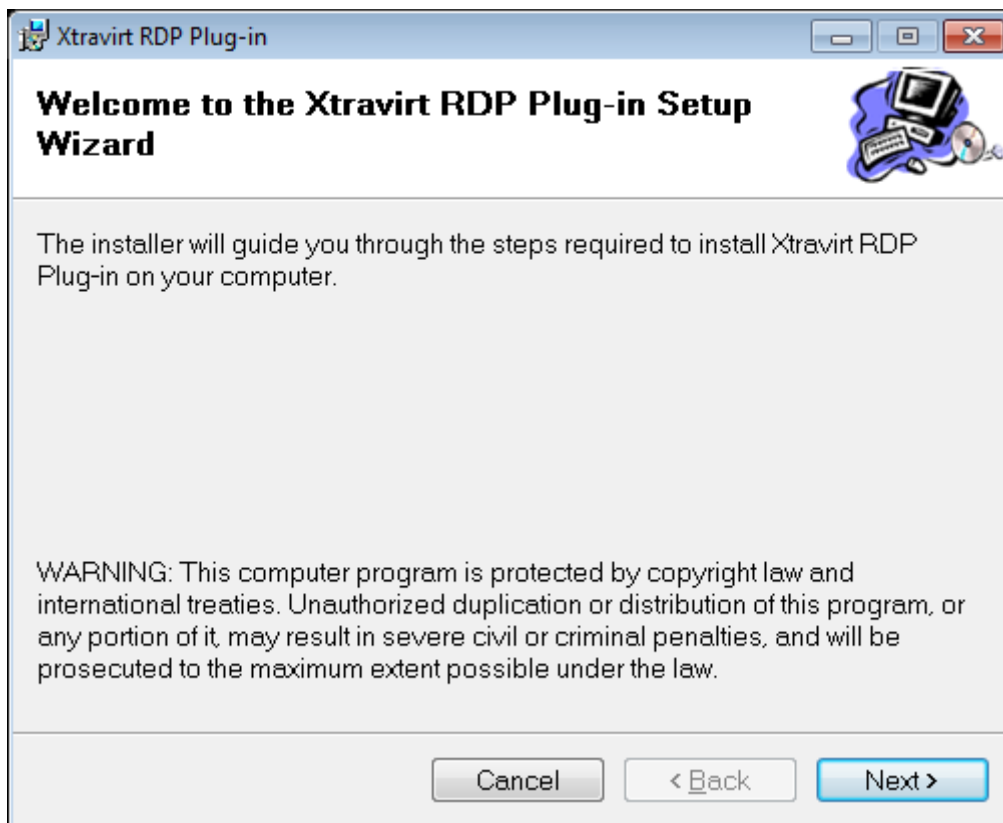 Xtravirt RDP Plug-in
Welcome to the Xtravirt RDP Plug-in Setup
Wizard
The installer will guide you through the steps required to install Xtravirt RDP
Plug-in on your computer.
WARNING: This computer program is protected by copyright law and
international treaties. Unauthorized duplication or distribution of this program, or
any portion of it, may result in severe civil or criminal penalties, and will be
prosecuted to the maximum extent possible under the law.
Cancel < Back Next >